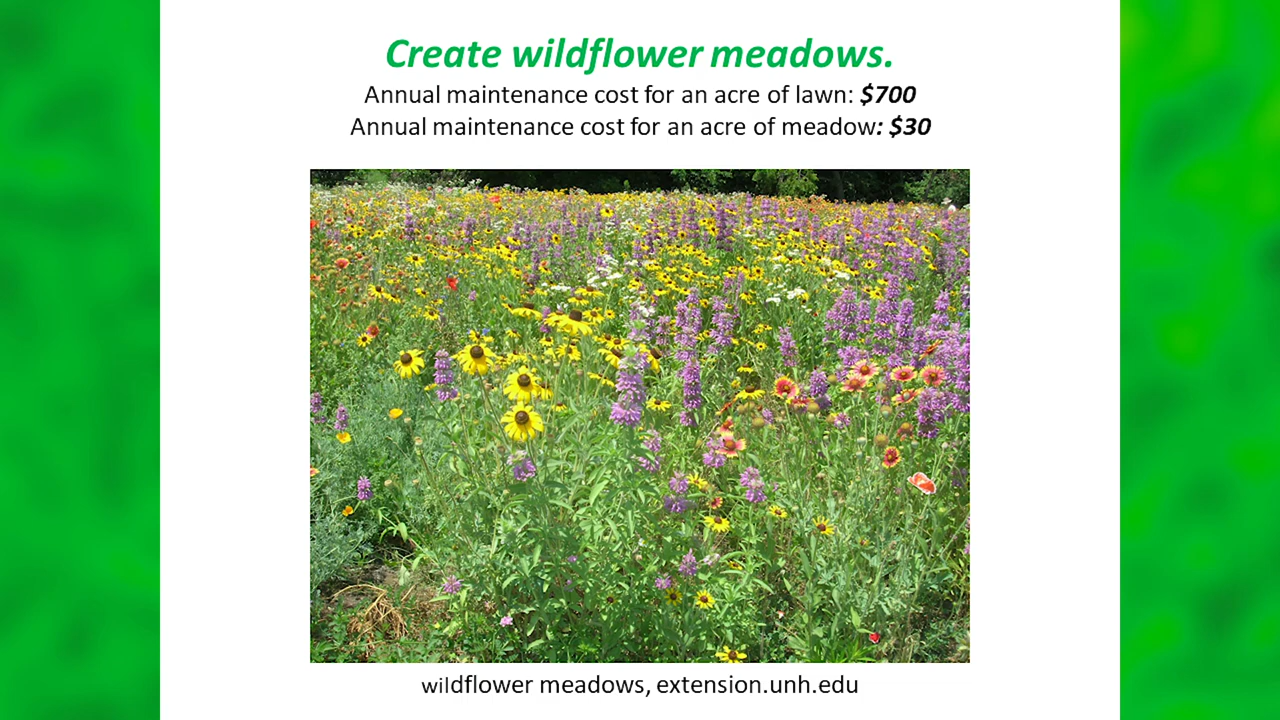 Create wildflower meadows.
Annual maintenance cost for an acre of lawn: $700
Annual maintenance cost for an acre of meadow: $30
wildflower meadows, extension.unh.edu